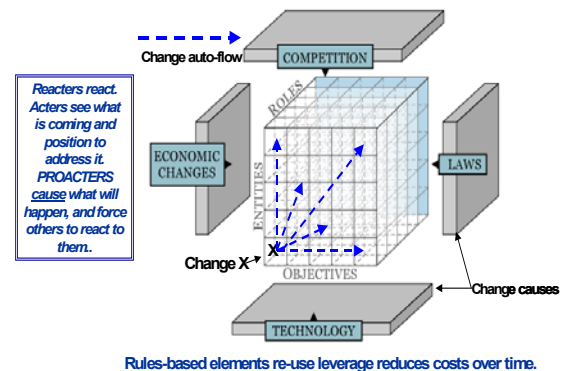 Change auto-flow
COMPETITION
Reacters react.
Acters see what
is coming and
position to
address it.
PROACTERS
cause what will
happen, and force
others to react to
them..
ROLES
ECONOMIC
CHANGES
ENTITIES
LAWS
X
Change X
OBJECTIVES
Change causes
TECHNOLOGY
Rules-based elements re-use leverage reduces costs over time.